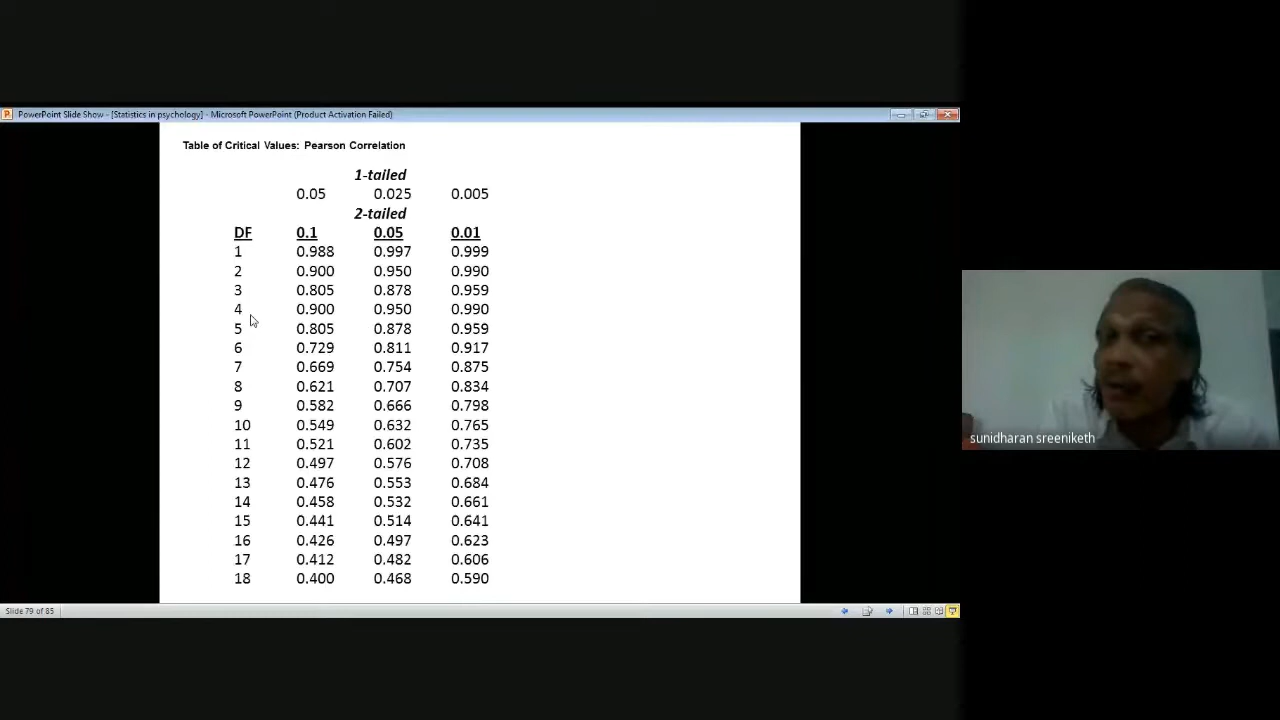 PowerPoint Slide Show - [Statistics in psychology] - Microsoft PowerPoint (Product Activation Failed)
Table of Critical Values: Pearson Correlation
1-tailed
0.05 0.025 0.005
2-tailed
DF 0.1 0.05 0.01
1 0.988 0.997 0.999
2 0.900 0.950 0.990
3 0.805 0.878 0.959
4 0.900 0.950 0.990
5 0.805 0.878 0.959
6 0.729 0.811 0.917
7 0.669 0.754 0.875
8 0.621 0.707 0.834
9 0.582 0.666 0.798
10 0.549 0.632 0.765
11 0.521 0.602 0.735
12 0.497 0.576 0.708
13 0.476 0.553 0.684
14 0.458 0.532 0.661
15 0.441 0.514 0.641
16 0.426 0.497 0.623
17 0.412 0.482 0.606
18 0.400 0.468 0.590
Slide 79 of 85
sunidharan sreeniketh